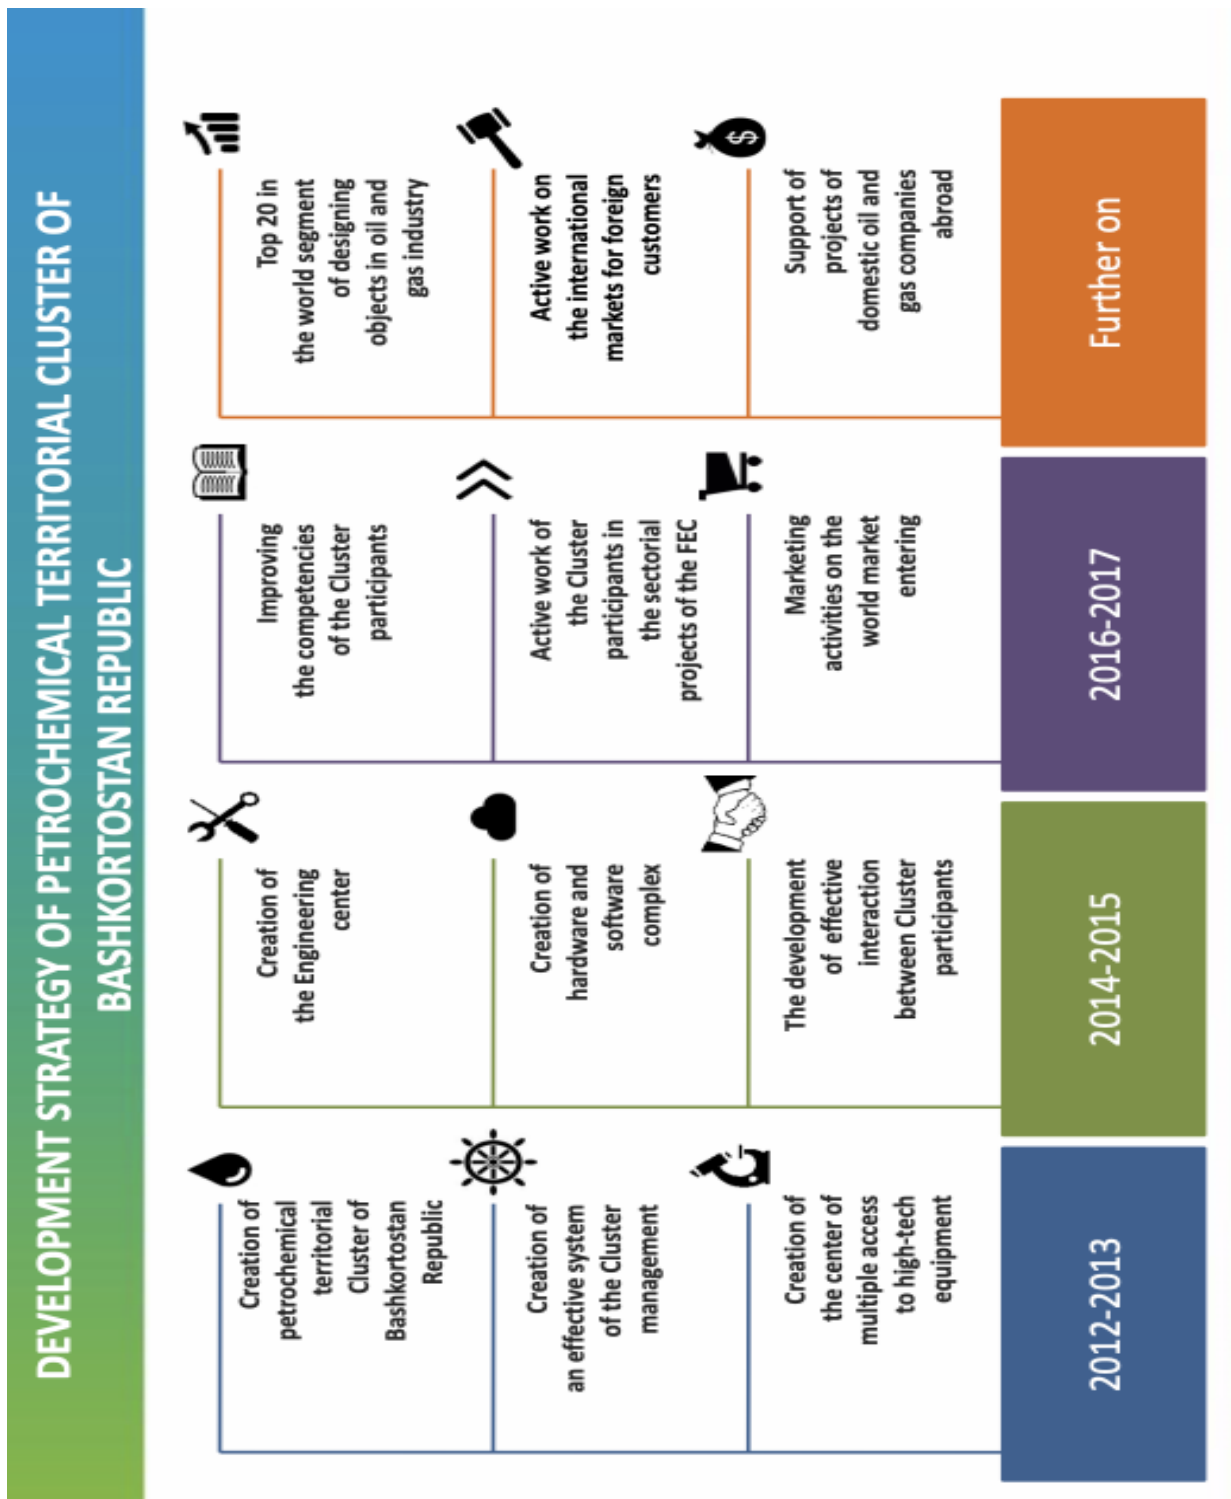 DEVELOPMENT STRATEGY OF PETROCHEMICAL TERRITORIAL CLUSTER OF
BASHKORTOSTAN REPUBLIC
Creation of
petrochemical
territorial
Cluster of
Bashkortostan
Republic
Creation of
an effective system
of the Cluster
management
Creation of
the center of
multiple access
to high-tech
equipment
2012-2013
Creation of
the Engineering
center
Creation of
hardware and
software
complex
The development
of effective
interaction
between Cluster
participants
2014-2015
Improving
the competencies
of the Cluster
participants
Active work of
the Cluster
participants in
the sectorial
projects of the FEC
Marketing
activities on the
world market
entering
2016-2017
Top 20 in
the world segment
of designing
objects in oil and
gas industry
Active work on
the international
markets for foreign
customers
Support of
projects of
domestic oil and
gas companies
abroad
Further on